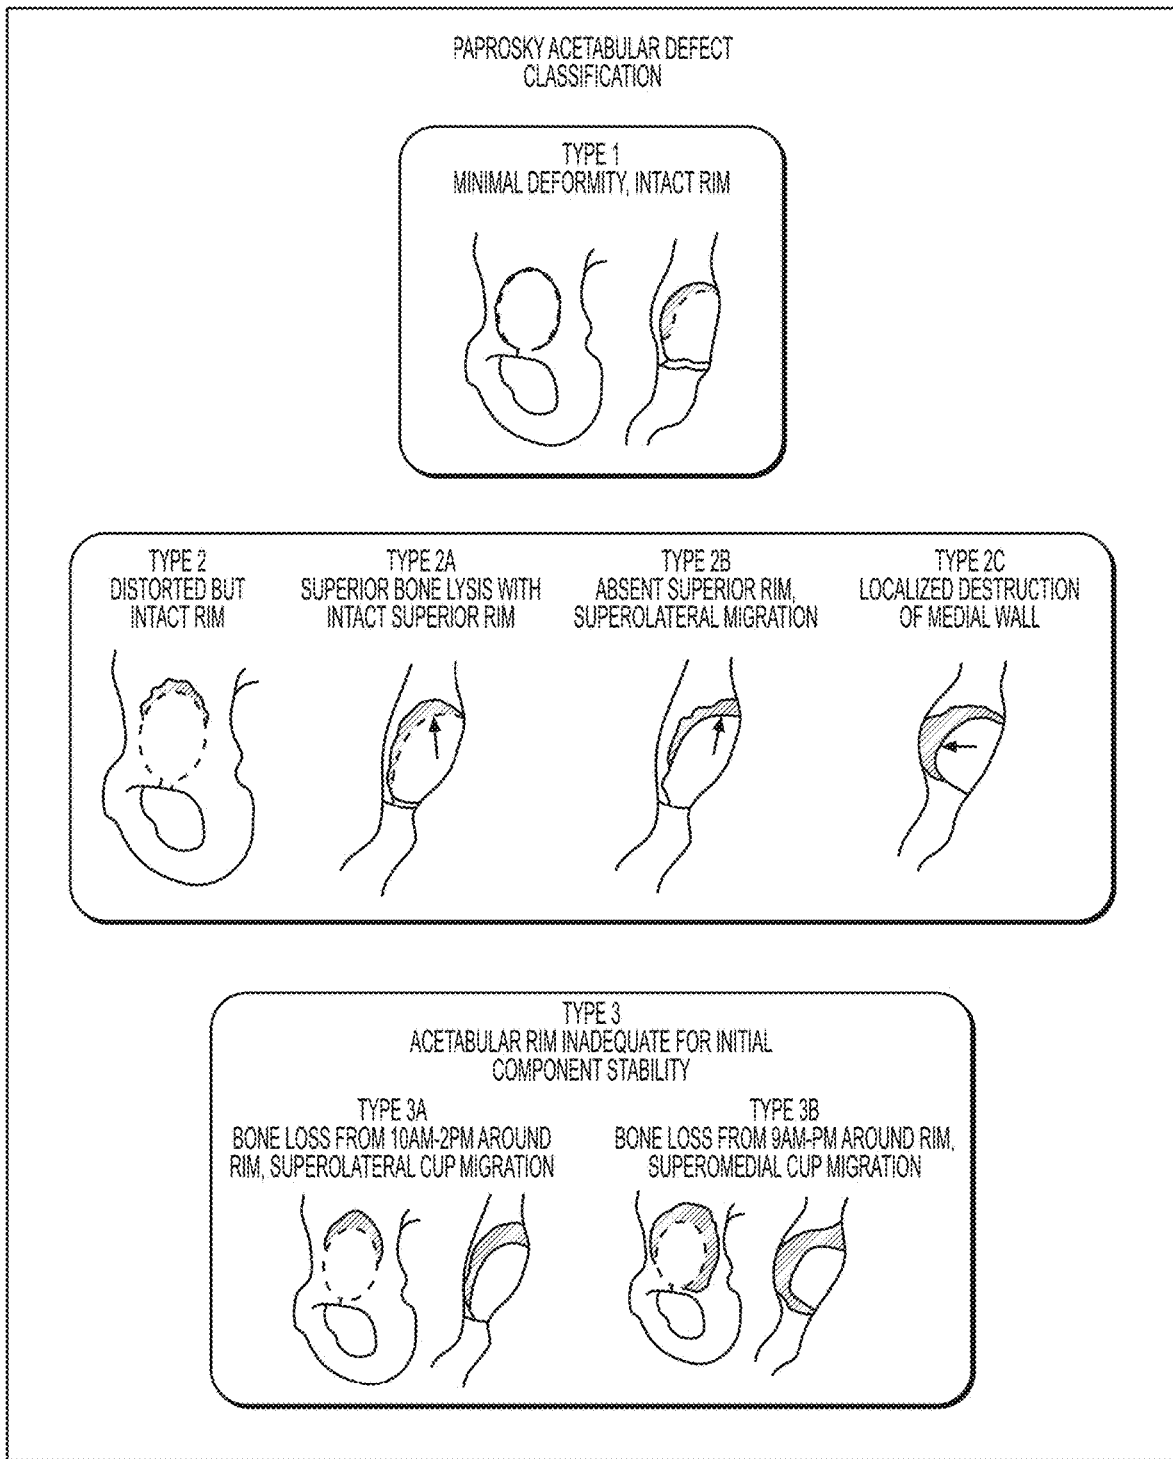 PAPROSKY ACETABULAR DEFECT
CLASSIFICATION
TYPE 1
MINIMAL DEFORMITY, INTACT RIM
TYPE 2
DISTORTED BUT
INTACT RIM
TYPE 2A
SUPERIOR BONE LYSIS WITH
INTACT SUPERIOR RIM
TYPE 2B
ABSENT SUPERIOR RIM,
SUPEROLATERAL MIGRATION
TYPE 2C
LOCALIZED DESTRUCTION
OF MEDIAL WALL
TYPE 3
ACETABULAR RIM INADEQUATE FOR INITIAL
COMPONENT STABILITY
TYPE 3A
BONE LOSS FROM 10AM-2PM AROUND
RIM, SUPEROLATERAL CUP MIGRATION
TYPE 3B
BONE LOSS FROM 9AM-PM AROUND RIM,
SUPEROMEDIAL CUP MIGRATION